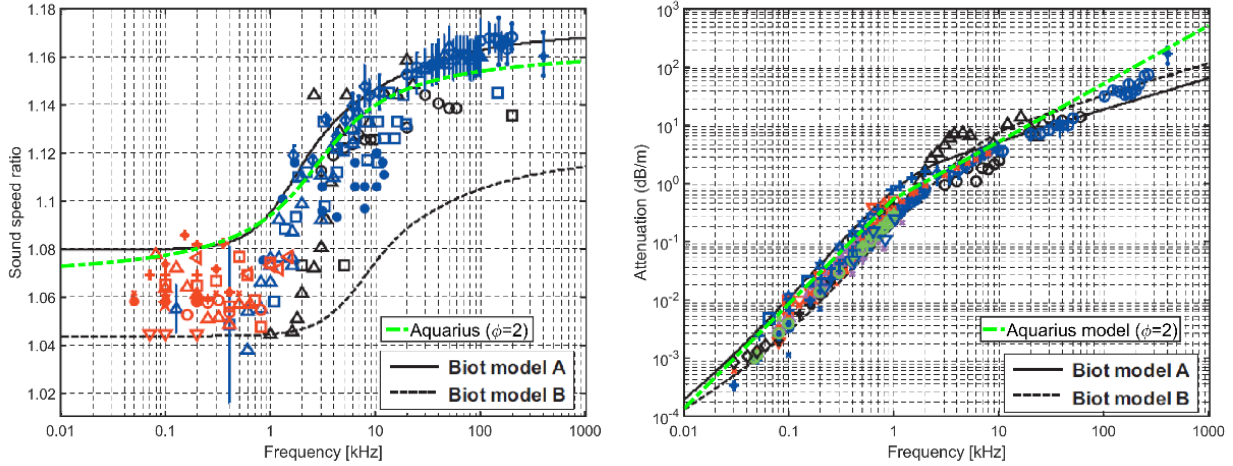 1.18
1.16
1.14
1.12
1.10
1.08
1.06
1.04
1.02
Sound speed ratio
0.01 0.1 1 10 100 1000
Frequency [kHz]
Aquarius (ϕ=2)
Biot model A
Biot model B
10³
10²
10¹
10⁰
10⁻¹
10⁻²
10⁻³
10⁻⁴
Attenuation (dB/m)
0.01 0.1 1 10 100 1000
Frequency [kHz]
Aquarius model (ϕ=2)
Biot model A
Biot model B